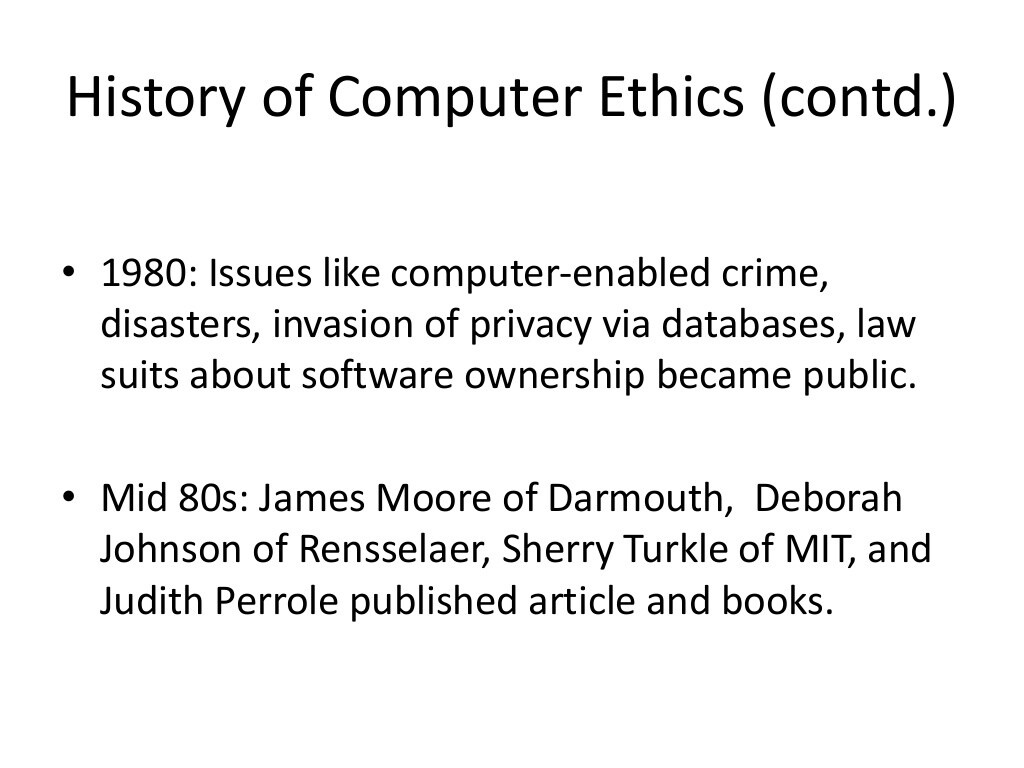 History of Computer Ethics (contd.)
• 1980: Issues like computer-enabled crime,
disasters, invasion of privacy via databases, law
suits about software ownership became public.
• Mid 80s: James Moore of Darmouth,  Deborah
Johnson of Rensselaer, Sherry Turkle of MIT, and
Judith Perrole published article and books.